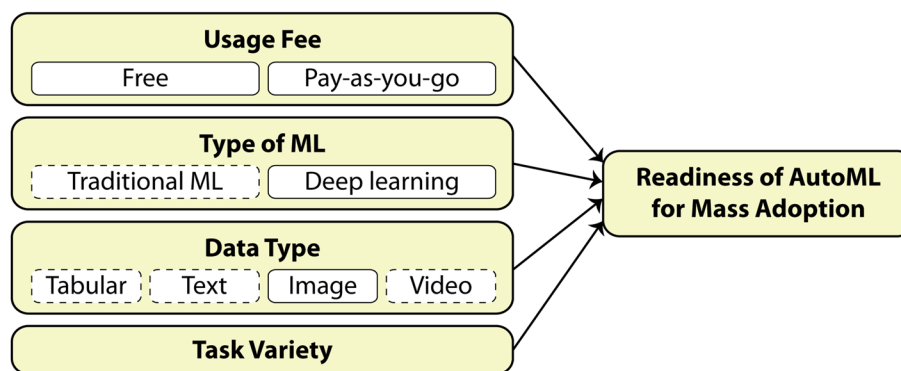 Usage Fee
Free
Pay-as-you-go
Type of ML
Traditional ML
Deep learning
Data Type
Tabular
Text
Image
Video
Task Variety
Readiness of AutoML
for Mass Adoption